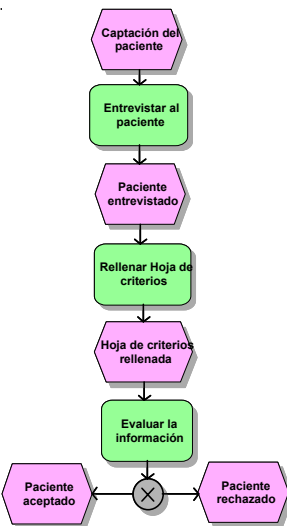 Captación del
paciente
Entrevistar al
paciente
Paciente
entrevistado
Rellenar Hoja de
criterios
Hoja de criterios
rellenada
Evaluar la
información
Paciente
aceptado
Paciente
rechazado